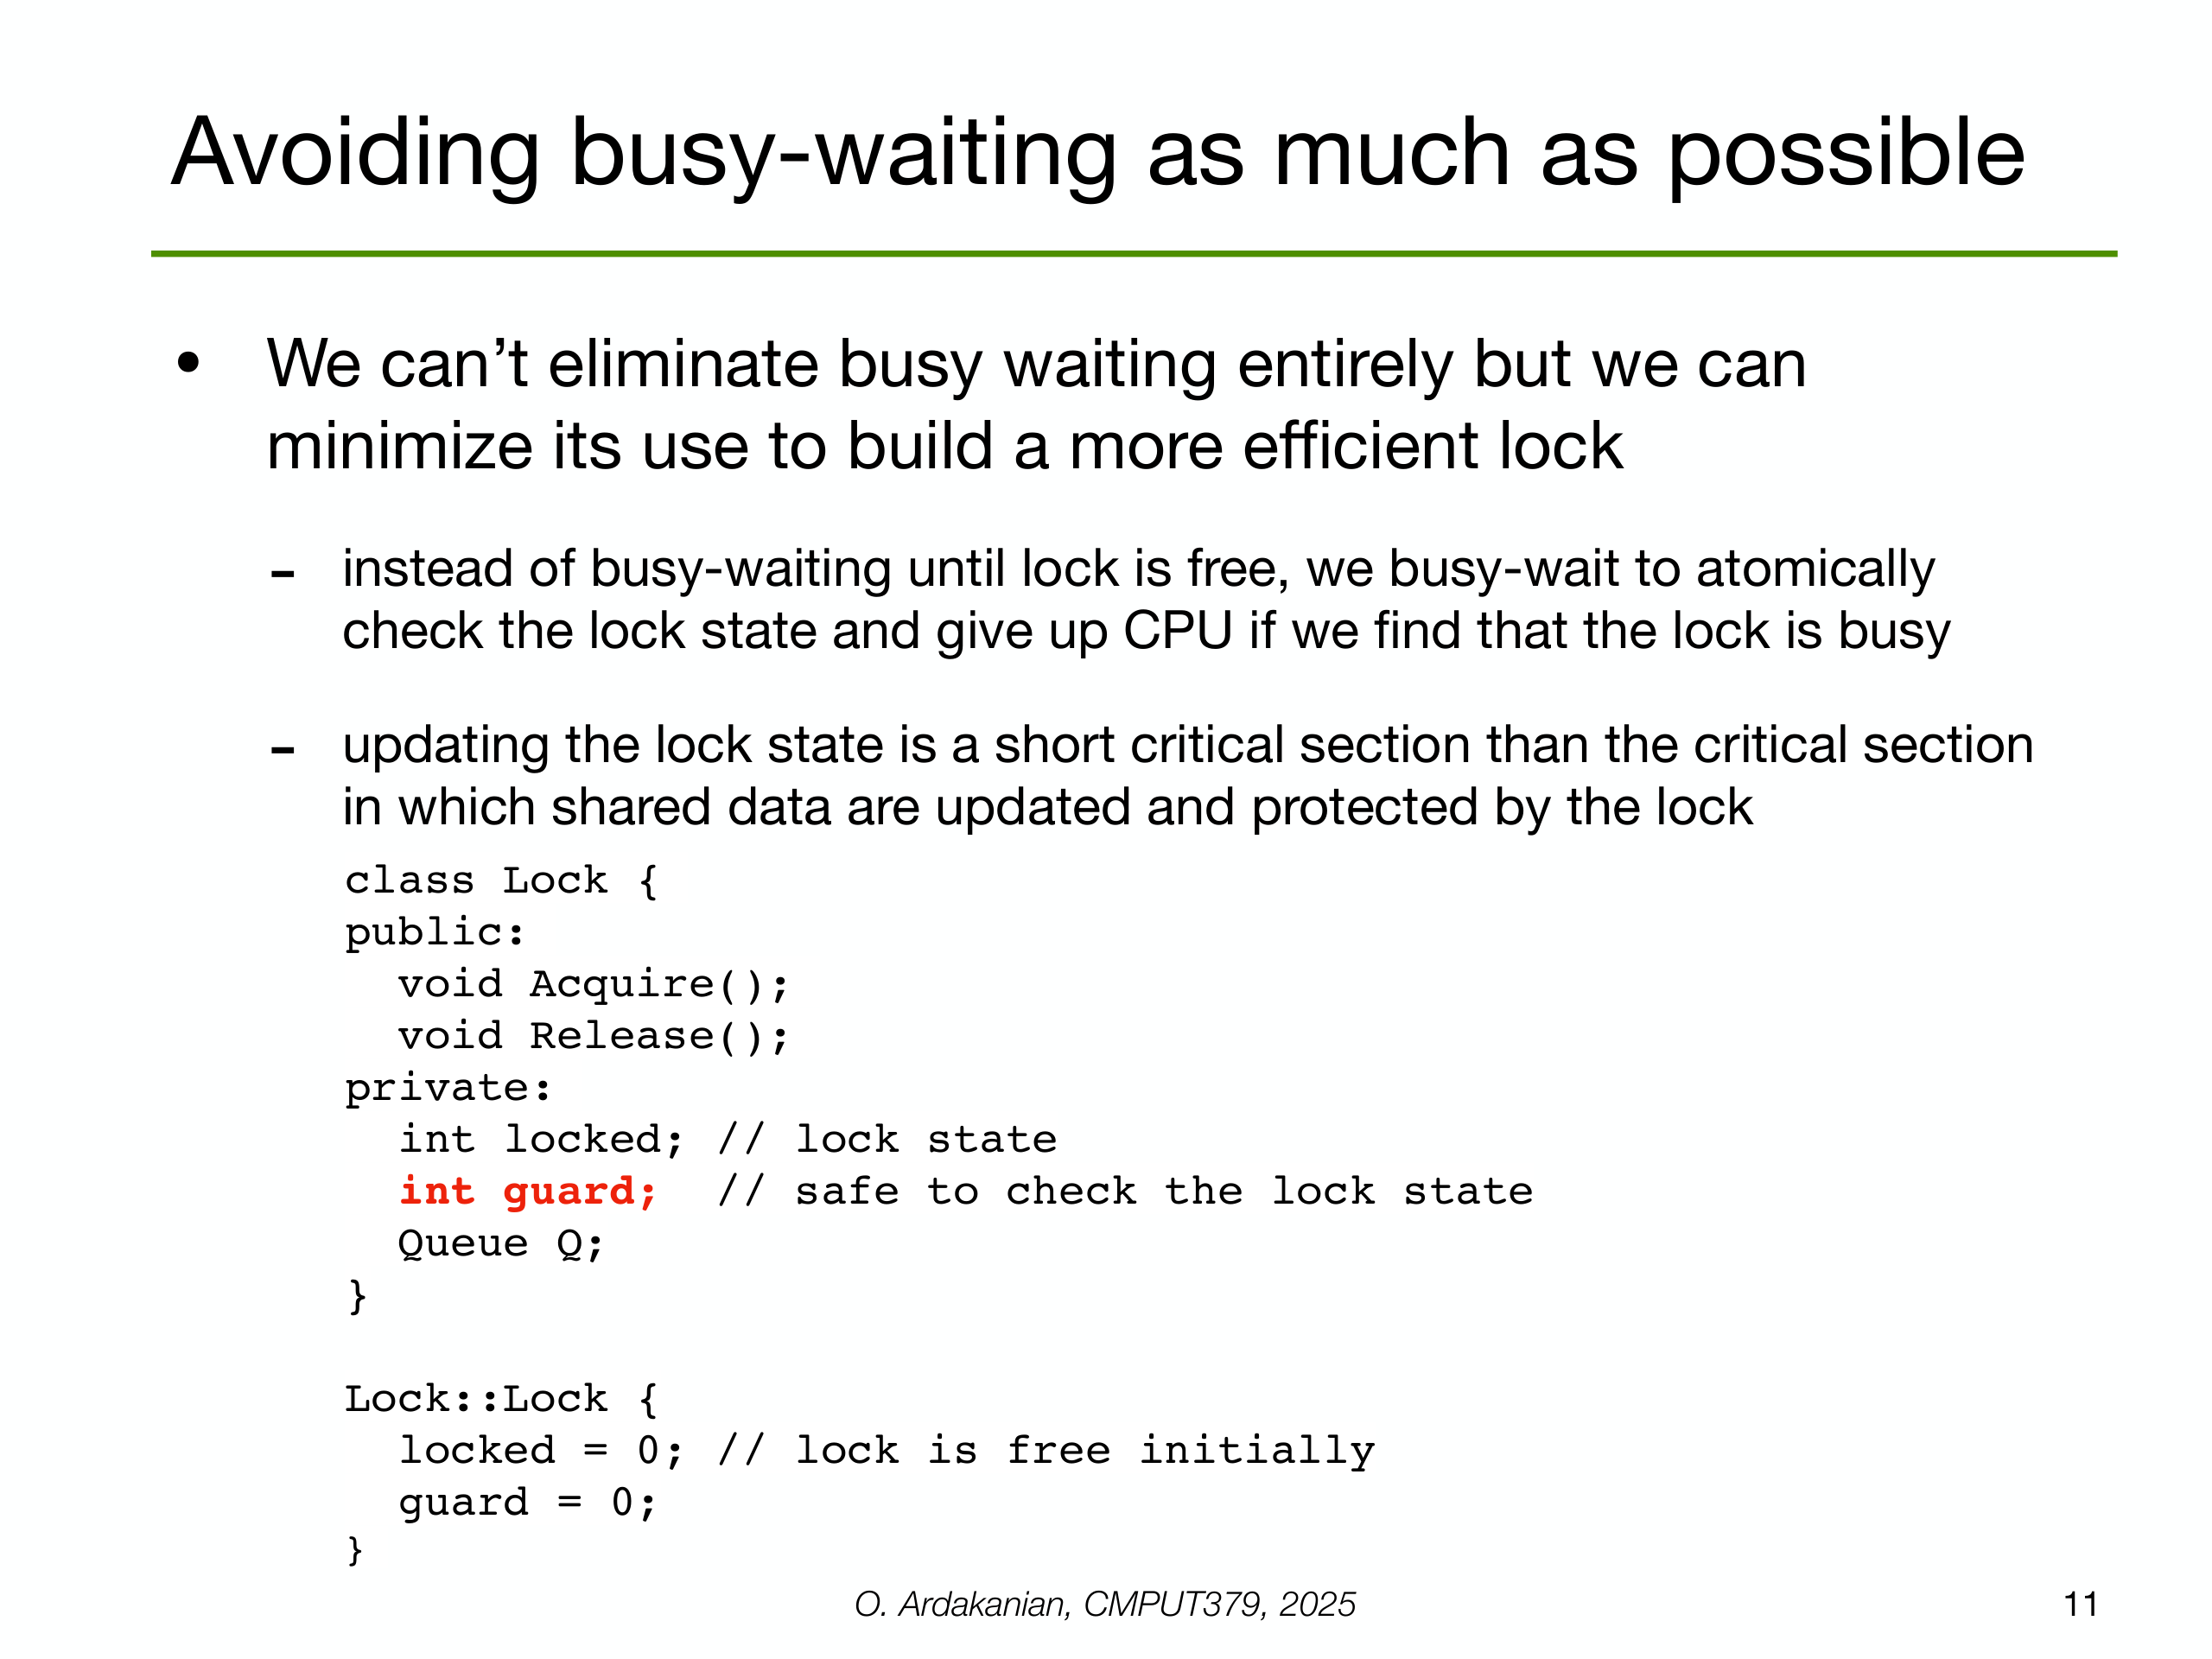 Avoiding busy-waiting as much as possible
• We can’t eliminate busy waiting entirely but we can
minimize its use to build a more efficient lock
- instead of busy-waiting until lock is free, we busy-wait to atomically
check the lock state and give up CPU if we find that the lock is busy
- updating the lock state is a short critical section than the critical section
in which shared data are updated and protected by the lock
class Lock {
public:
  void Acquire();
  void Release();
private:
  int locked; // lock state
  int guard;  // safe to check the lock state
  Queue Q;
}
Lock::Lock {
  locked = 0; // lock is free initially
  guard = 0;
}
O. Ardakanian, CMPUT379, 2025
11